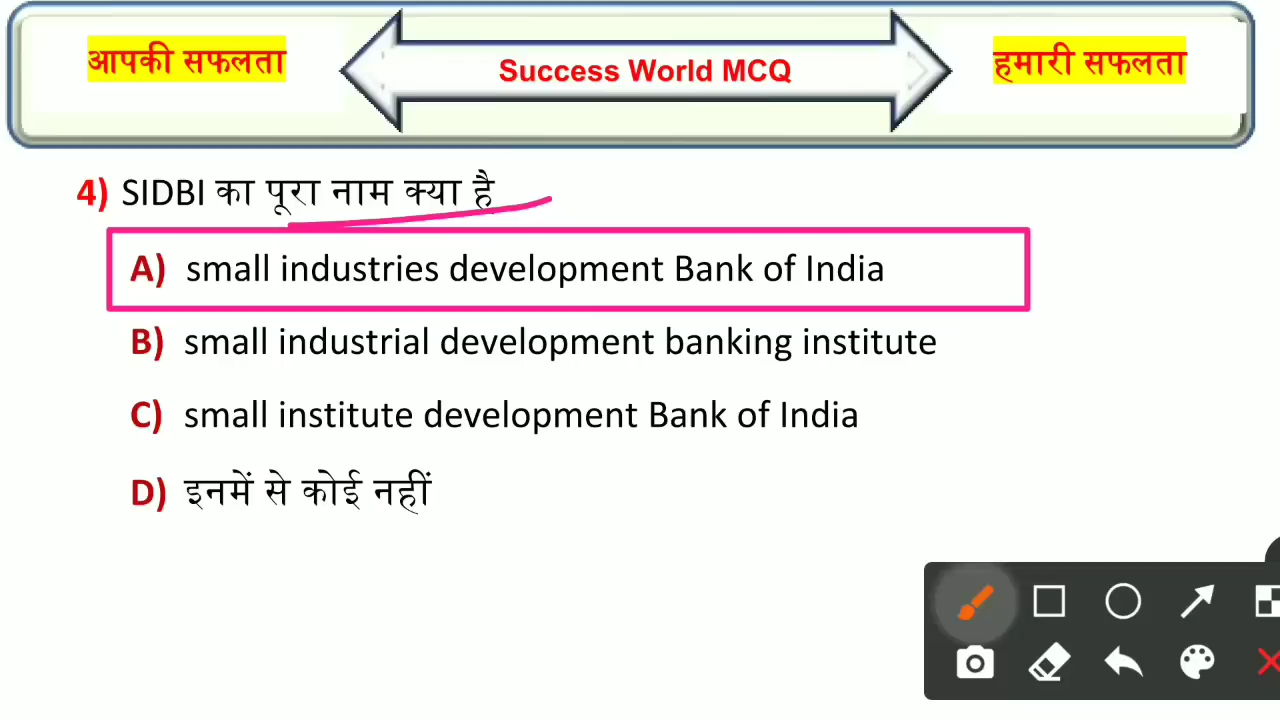 आपकी सफलता
Success World MCQ
हमारी सफलता
4) SIDBI का पूरा नाम क्या है
A) small industries development Bank of India
B) small industrial development banking institute
C) small institute development Bank of India
D) इनमें से कोई नहीं